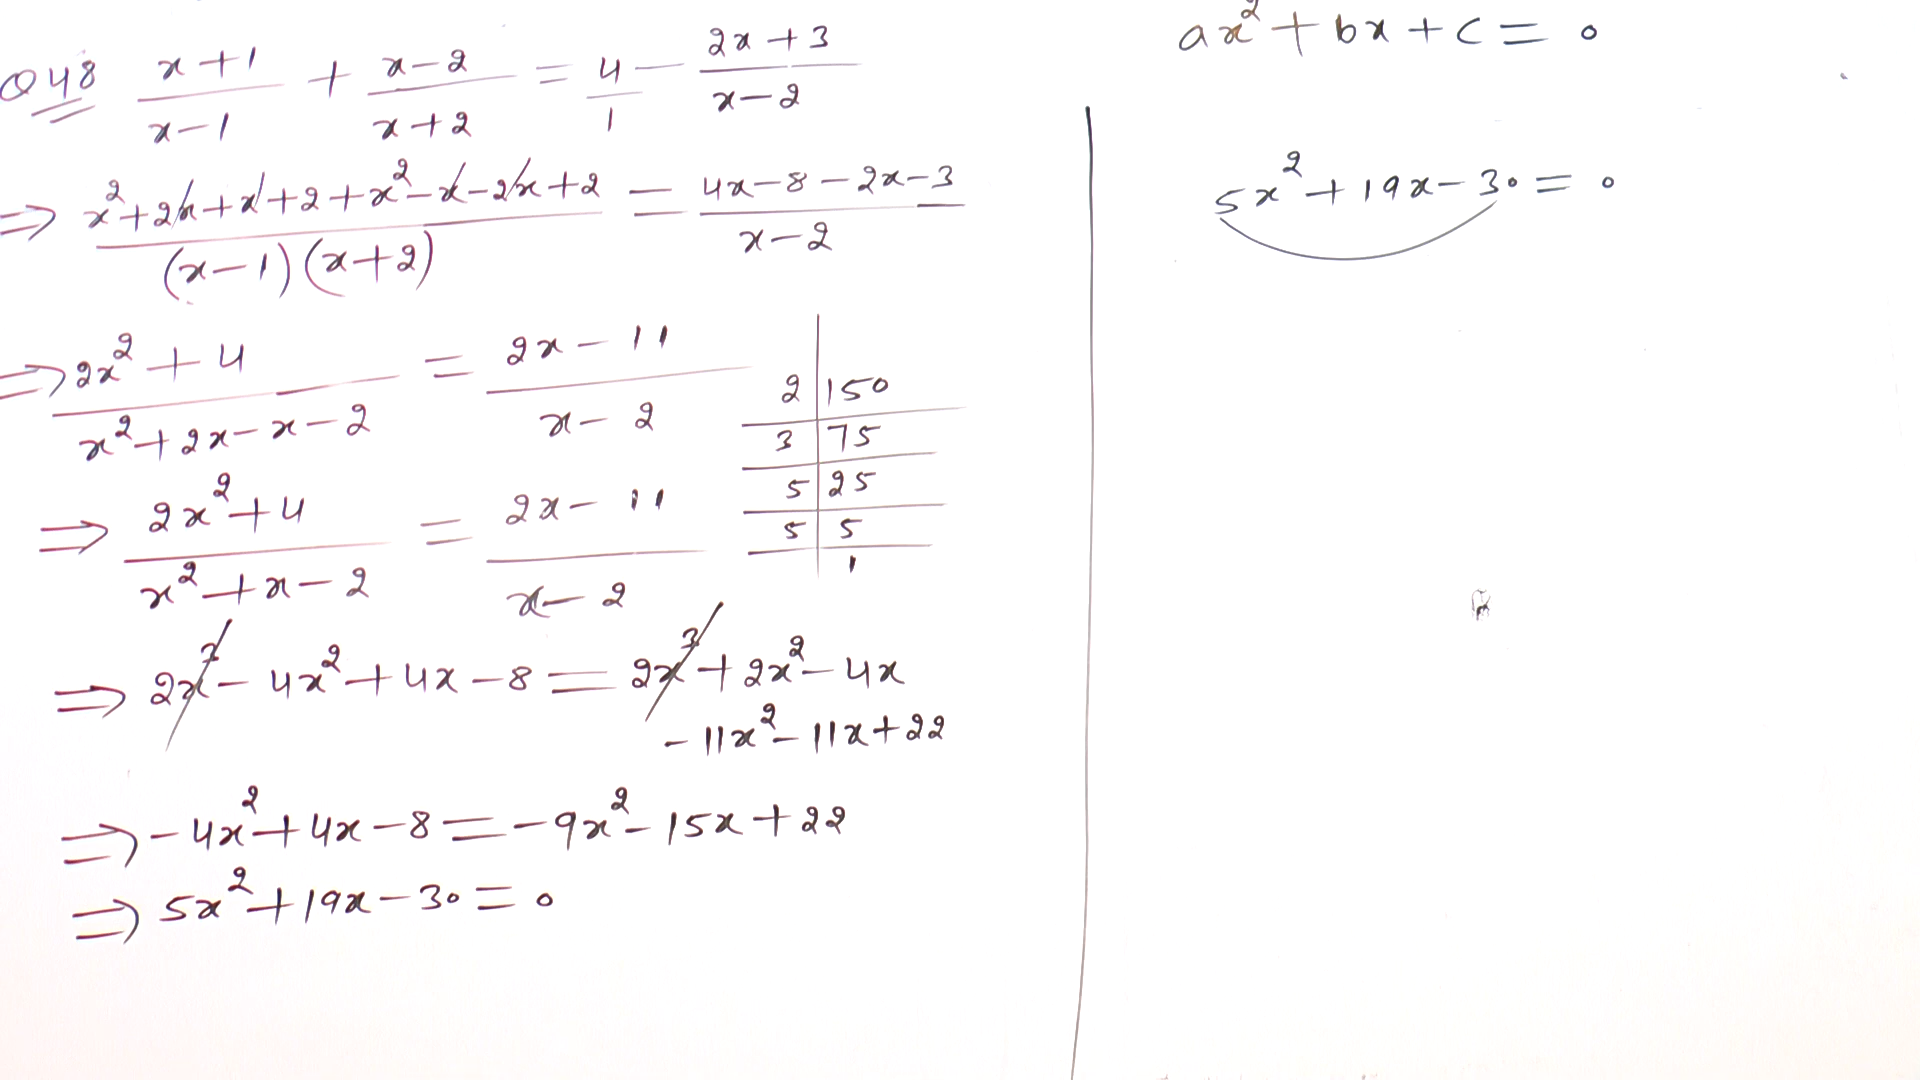 Q48 (x+1)/(x-1) + (x-2)/(x+2) = 4/1 - (2x+3)/(x-2)
⇒ (x²+2x+x+2+x²-x-2x+2)/((x-1)(x+2)) = (4x-8-2x-3)/(x-2)
⇒ (2x²+4)/(x²+2x-x-2) = (2x-11)/(x-2)
⇒ (2x²+4)/(x²+x-2) = (2x-11)/(x-2)
2 | 150
3 | 75
5 | 25
5 | 5
| 1
⇒ 2x³ - 4x² + 4x - 8 = 2x³ + 2x² - 4x
- 11x² - 11x + 22
⇒ -4x² + 4x - 8 = -9x² - 15x + 22
⇒ 5x² + 19x - 30 = 0
ax² + bx + c = 0
5x² + 19x - 30 = 0